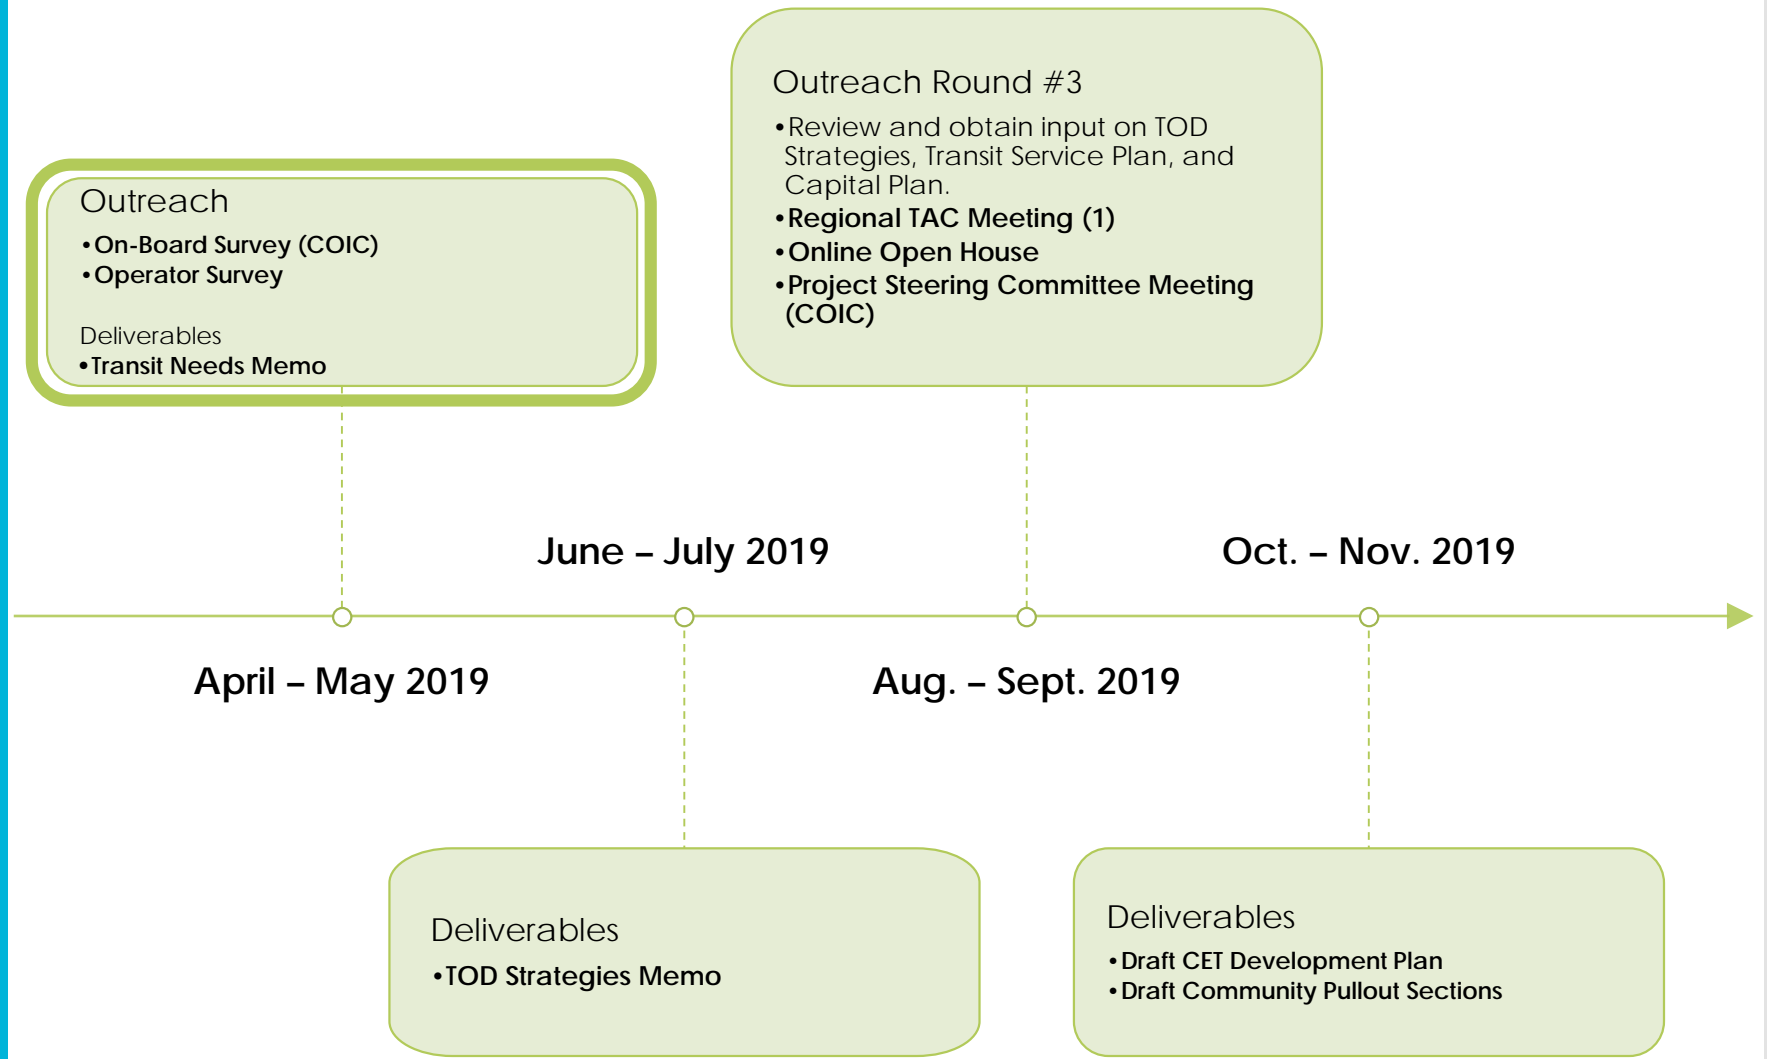 Outreach
•On-Board Survey (COIC)
•Operator Survey
Deliverables
•Transit Needs Memo
Outreach Round #3
•Review and obtain input on TOD
Strategies, Transit Service Plan, and
Capital Plan.
•Regional TAC Meeting (1)
•Online Open House
•Project Steering Committee Meeting
(COIC)
June – July 2019
Oct. – Nov. 2019
April – May 2019
Aug. – Sept. 2019
Deliverables
•TOD Strategies Memo
Deliverables
•Draft CET Development Plan
•Draft Community Pullout Sections